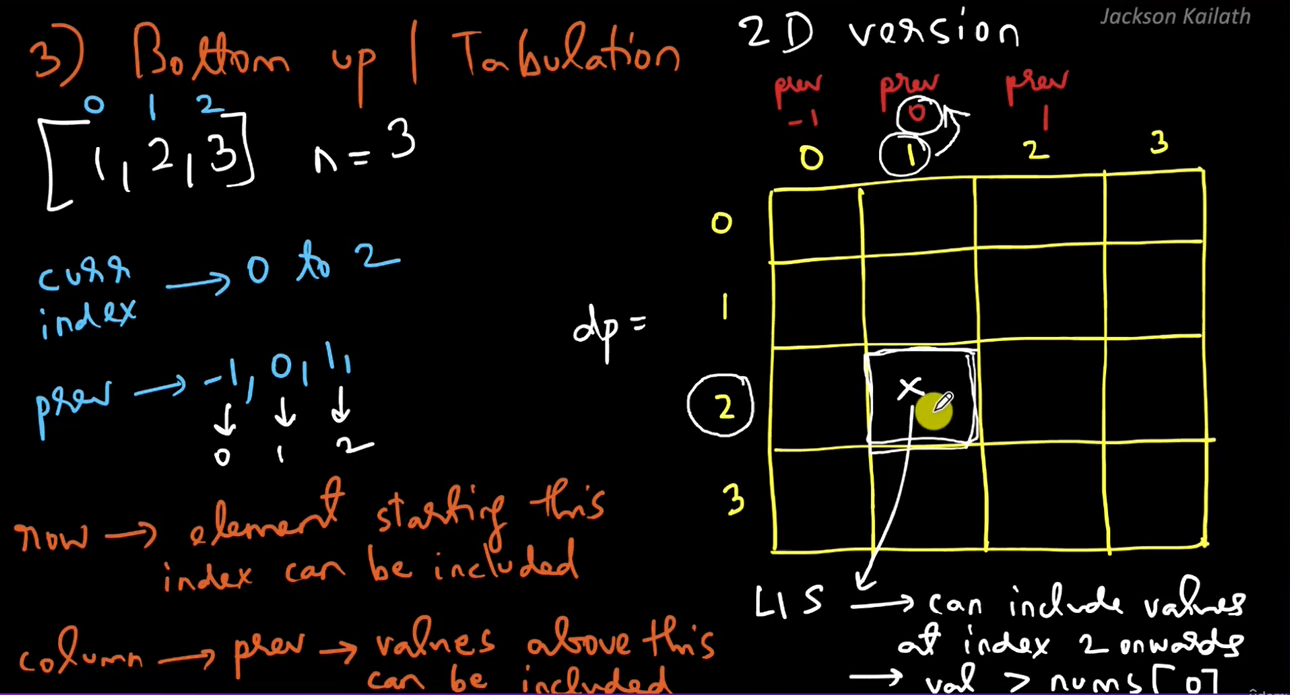 Jackson Kailath
3) Bottom up | Tabulation
0 1 2
[1, 2, 3] n = 3
curr index → 0 to 2
prev → -1, 0, 1,
↓ ↓ ↓
0 1 2
row → element starting this
index can be included
column → prev → values above this
can be included
2D version
prev prev prev
-1 0 1
0 1 2 3
0
1
dp =
2 x
3
LIS → can include values
at index 2 onwards
→ val > nums[0]